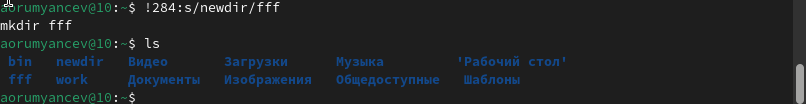 aorumyancev@10:~$ !284:s/newdir/fff
mkdir fff
aorumyancev@10:~$ ls
bin newdir Видео Загрузки Музыка 'Рабочий стол'
fff work Документы Изображения Общедоступные Шаблоны
aorumyancev@10:~$